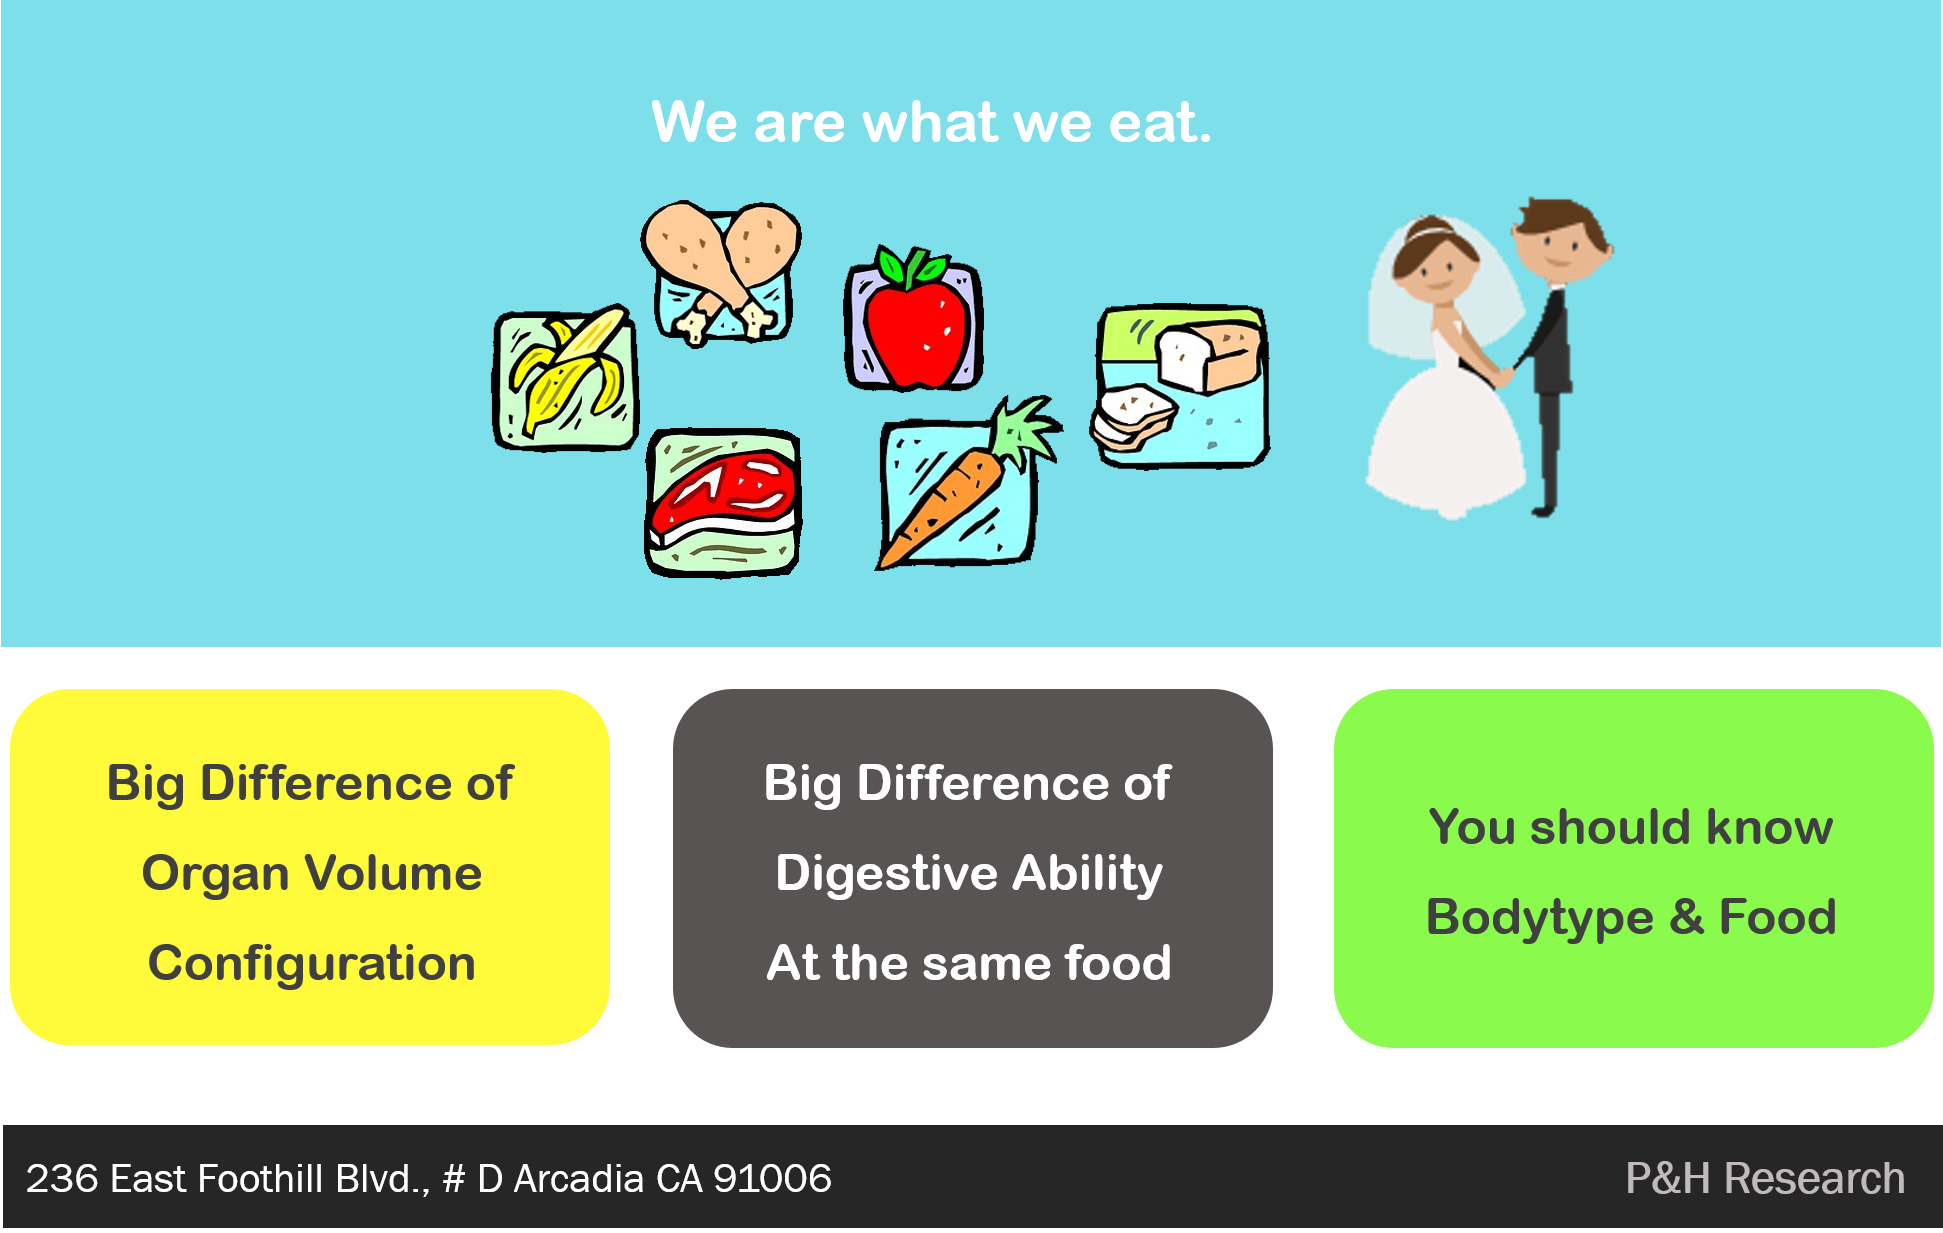 We are what we eat.
Big Difference of
Organ Volume
Configuration
Big Difference of
Digestive Ability
At the same food
You should know
Bodytype & Food
236 East Foothill Blvd., # D Arcadia CA 91006
P&H Research